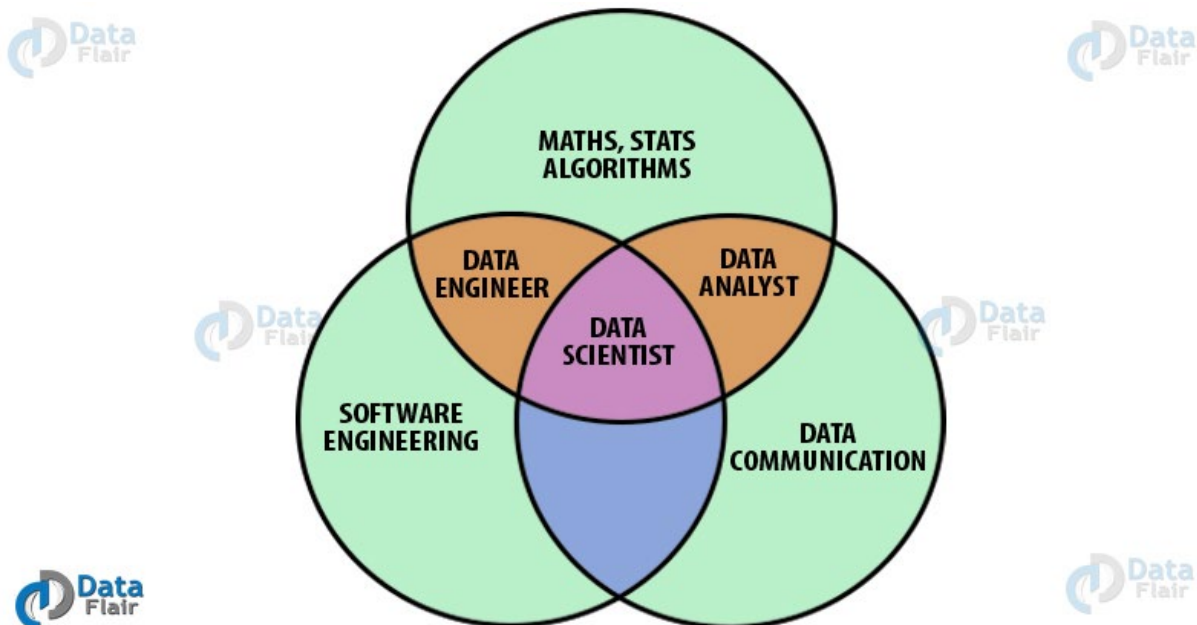 Data
Flair
Data
Flair
MATHS, STATS
ALGORITHMS
DATA
ENGINEER
DATA
ANALYST
Data
Flair
DATA
SCIENTIST
Data
Flair
SOFTWARE
ENGINEERING
DATA
COMMUNICATION
Data
Flair
Data
Flair